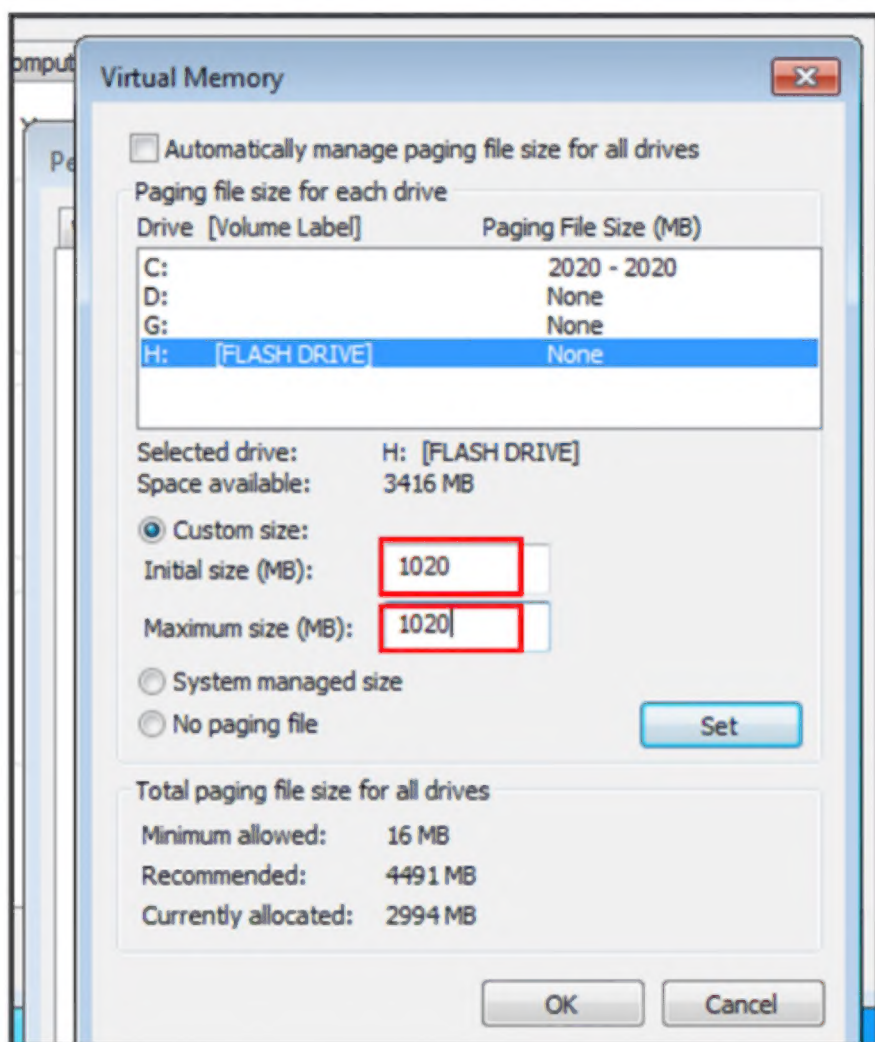 omput
Virtual Memory
Pe
Automatically manage paging file size for all drives
Paging file size for each drive
Drive [Volume Label] Paging File Size (MB)
C: 2020 - 2020
D: None
G: None
H: [FLASH DRIVE] None
Selected drive: H: [FLASH DRIVE]
Space available: 3416 MB
Custom size:
Initial size (MB): 1020
Maximum size (MB): 1020
System managed size
No paging file
Set
Total paging file size for all drives
Minimum allowed: 16 MB
Recommended: 4491 MB
Currently allocated: 2994 MB
OK Cancel